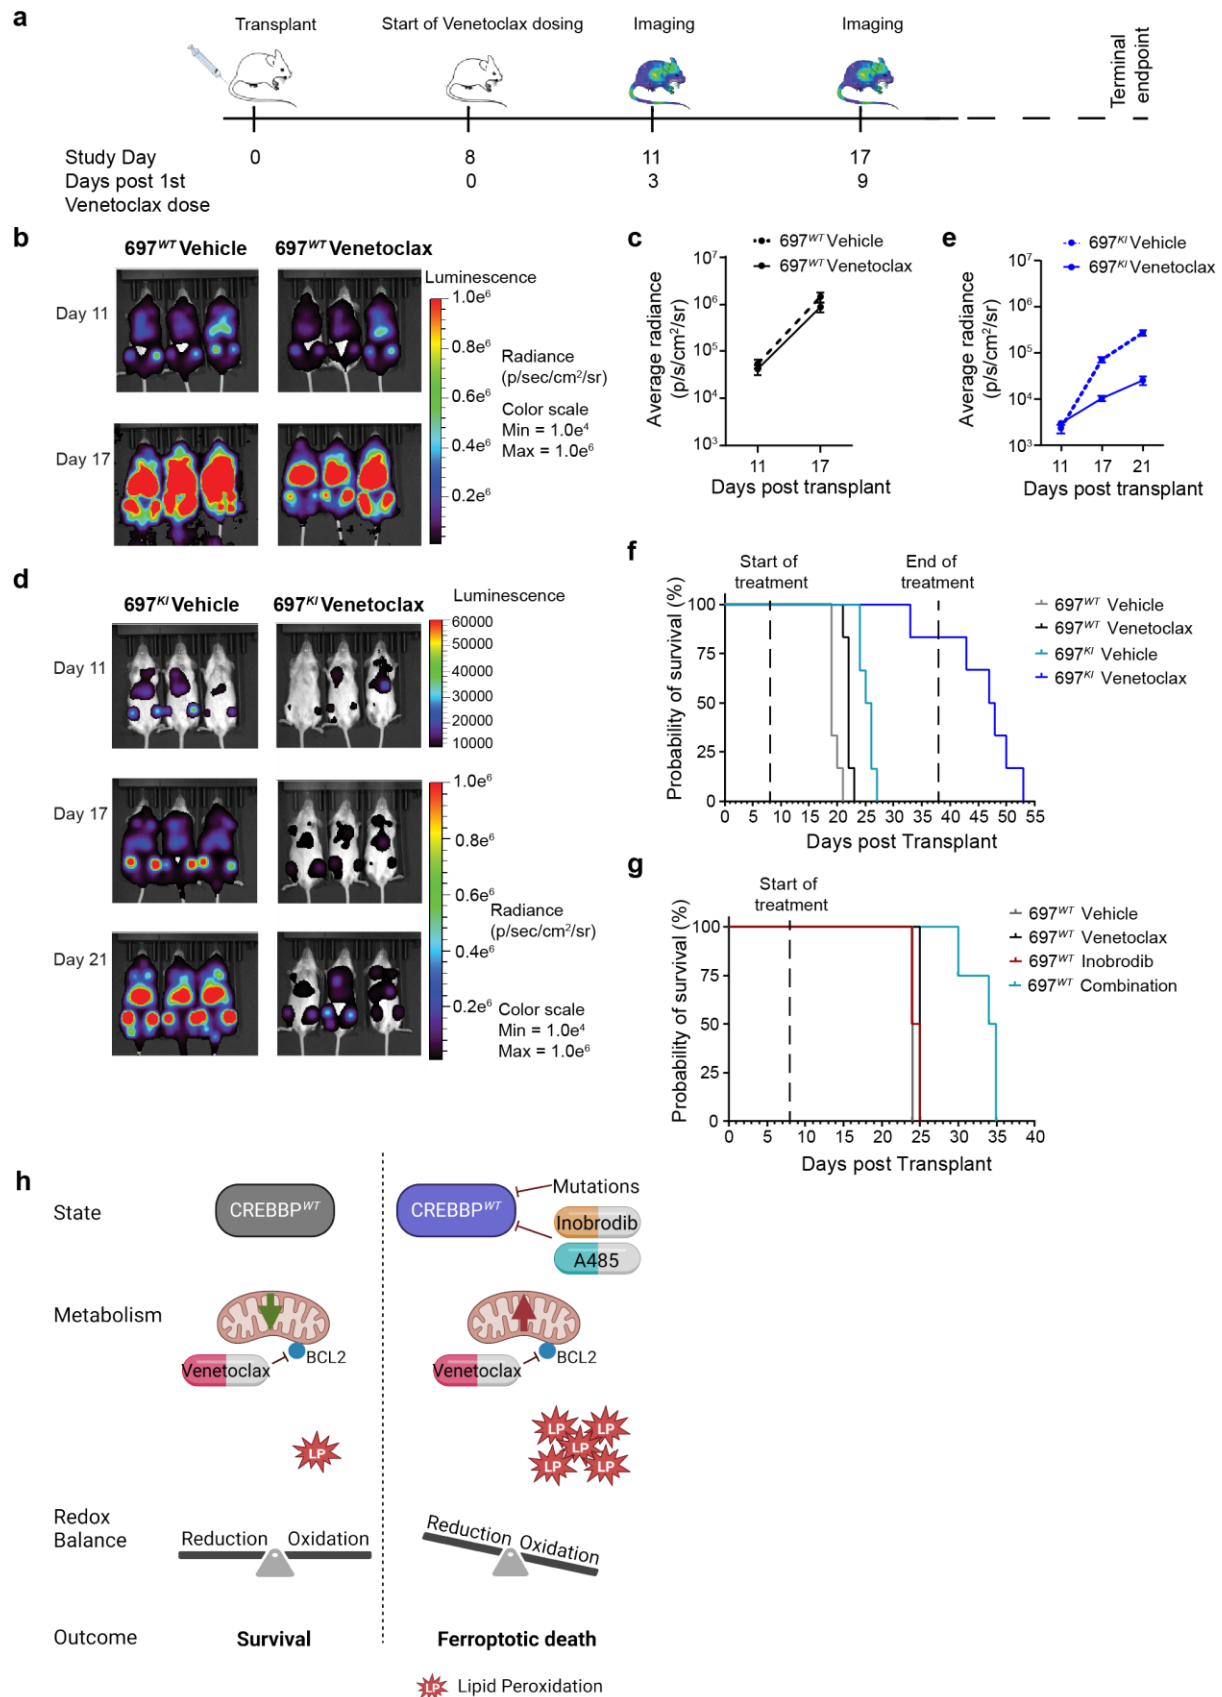 a
Transplant
Start of Venetoclax dosing
Imaging
Imaging
Terminal
endpoint
Study Day
0
8
11
17
Days post 1st
Venetoclax dose
0
3
9
b
697WT Vehicle
697WT Venetoclax
Day 11
Day 17
Luminescence
1.0e6
0.8e6
0.6e6
0.4e6
0.2e6
Radiance
(p/sec/cm2/sr)
Color scale
Min = 1.0e4
Max = 1.0e6
c
697WT Vehicle
697WT Venetoclax
Average radiance
(p/s/cm2/sr)
107
106
105
104
103
11
17
Days post transplant
e
697KI Vehicle
697KI Venetoclax
Average radiance
(p/s/cm2/sr)
107
106
105
104
103
11
17
21
Days post transplant
d
697KI Vehicle
697KI Venetoclax
Day 11
Day 17
Day 21
Luminescence
60000
50000
40000
30000
20000
10000
1.0e6
0.8e6
0.6e6
0.4e6
0.2e6
Radiance
(p/sec/cm2/sr)
Color scale
Min = 1.0e4
Max = 1.0e6
f
Start of
treatment
End of
treatment
Probability of survival (%)
100
75
50
25
0
0 5 10 15 20 25 30 35 40 45 50 55
Days post Transplant
697WT Vehicle
697WT Venetoclax
697KI Vehicle
697KI Venetoclax
g
Start of
treatment
Probability of survival (%)
100
75
50
25
0
0 5 10 15 20 25 30 35 40
Days post Transplant
697WT Vehicle
697WT Venetoclax
697WT Inobrodib
697WT Combination
h
State
CREBBPWT
CREBBPWT
Mutations
Inobrodib
A485
Metabolism
Venetoclax
BCL2
Venetoclax
BCL2
LP
LP
LP
LP
LP
LP
Redox
Balance
Reduction Oxidation
Reduction Oxidation
Outcome
Survival
Ferroptotic death
LP Lipid Peroxidation